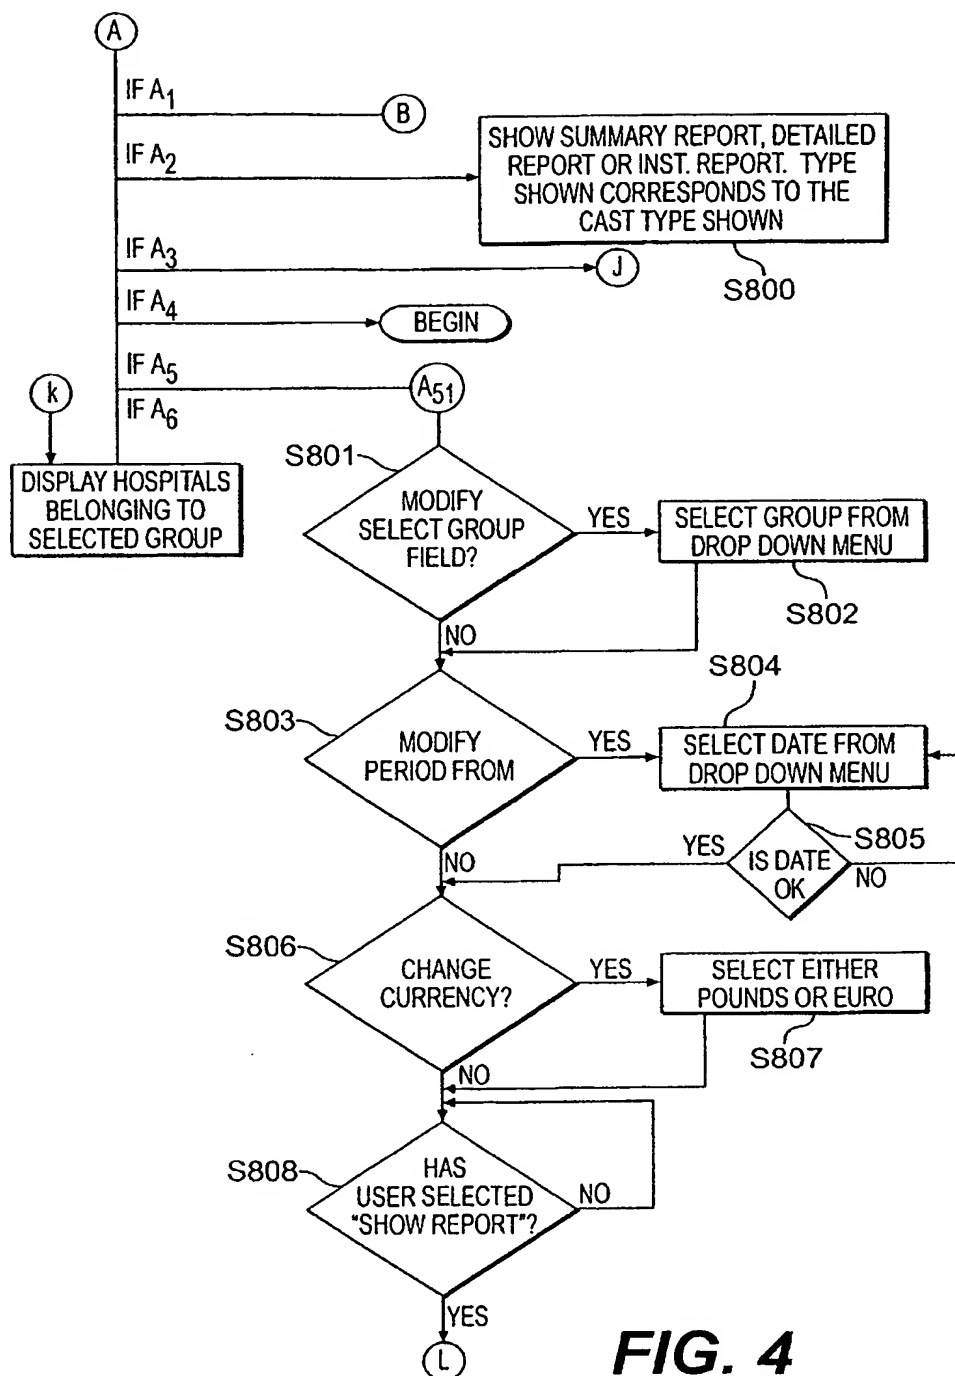 A
IF A1
B
IF A2
SHOW SUMMARY REPORT, DETAILED
REPORT OR INST. REPORT. TYPE
SHOWN CORRESPONDS TO THE
CAST TYPE SHOWN
S800
IF A3
J
IF A4
BEGIN
IF A5
A51
k
IF A6
DISPLAY HOSPITALS
BELONGING TO
SELECTED GROUP
S801
MODIFY
SELECT GROUP
FIELD?
YES
SELECT GROUP FROM
DROP DOWN MENU
S802
NO
S803
MODIFY
PERIOD FROM
YES
S804
SELECT DATE FROM
DROP DOWN MENU
S805
IS DATE
OK
YES
NO
NO
S806
CHANGE
CURRENCY?
YES
SELECT EITHER
POUNDS OR EURO
S807
NO
S808
HAS
USER SELECTED
"SHOW REPORT"?
NO
YES
L
FIG. 4